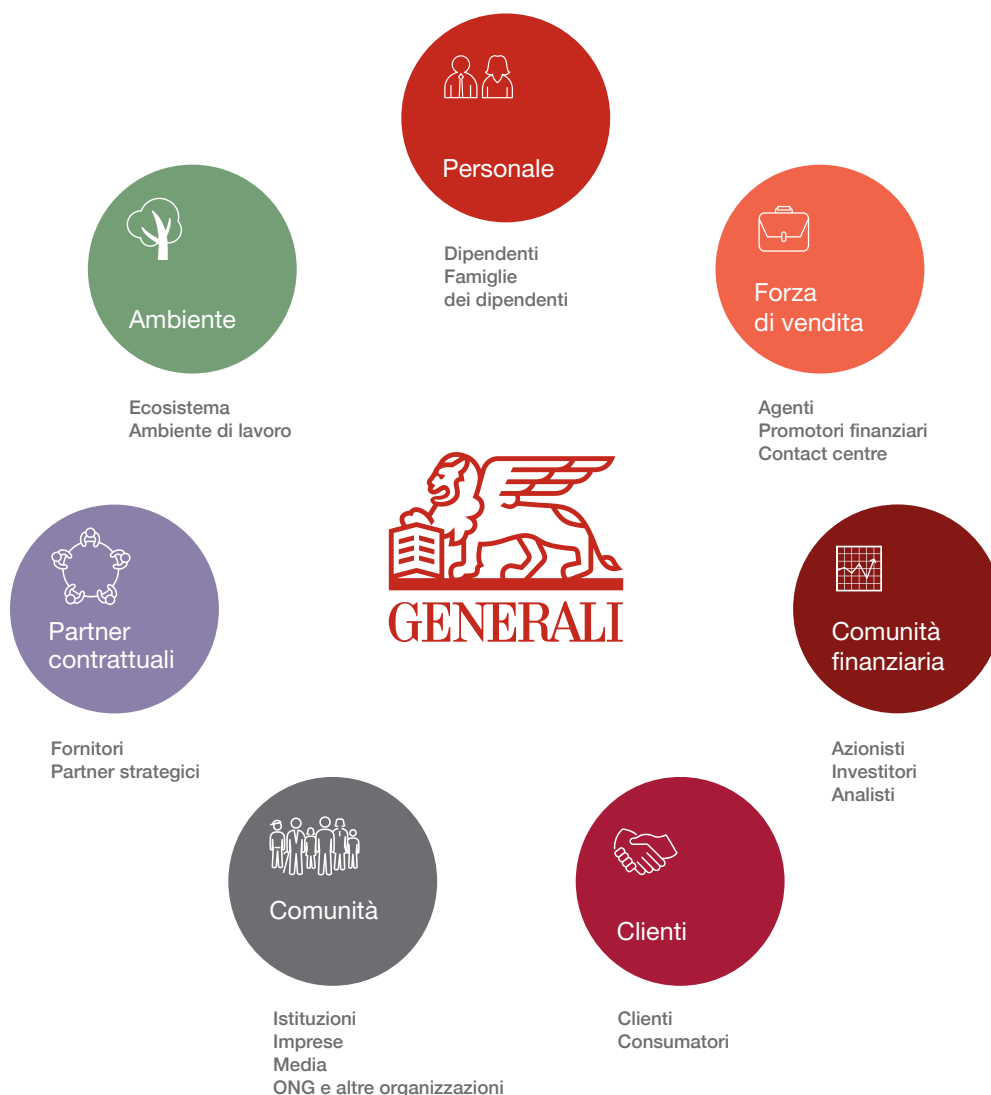 Personale
Dipendenti
Famiglie
dei dipendenti
Forza
di vendita
Agenti
Promotori finanziari
Contact centre
Comunità
finanziaria
Azionisti
Investitori
Analisti
Clienti
Clienti
Consumatori
Comunità
Istituzioni
Imprese
Media
ONG e altre organizzazioni
Partner
contrattuali
Fornitori
Partner strategici
Ambiente
Ecosistema
Ambiente di lavoro
GENERALI